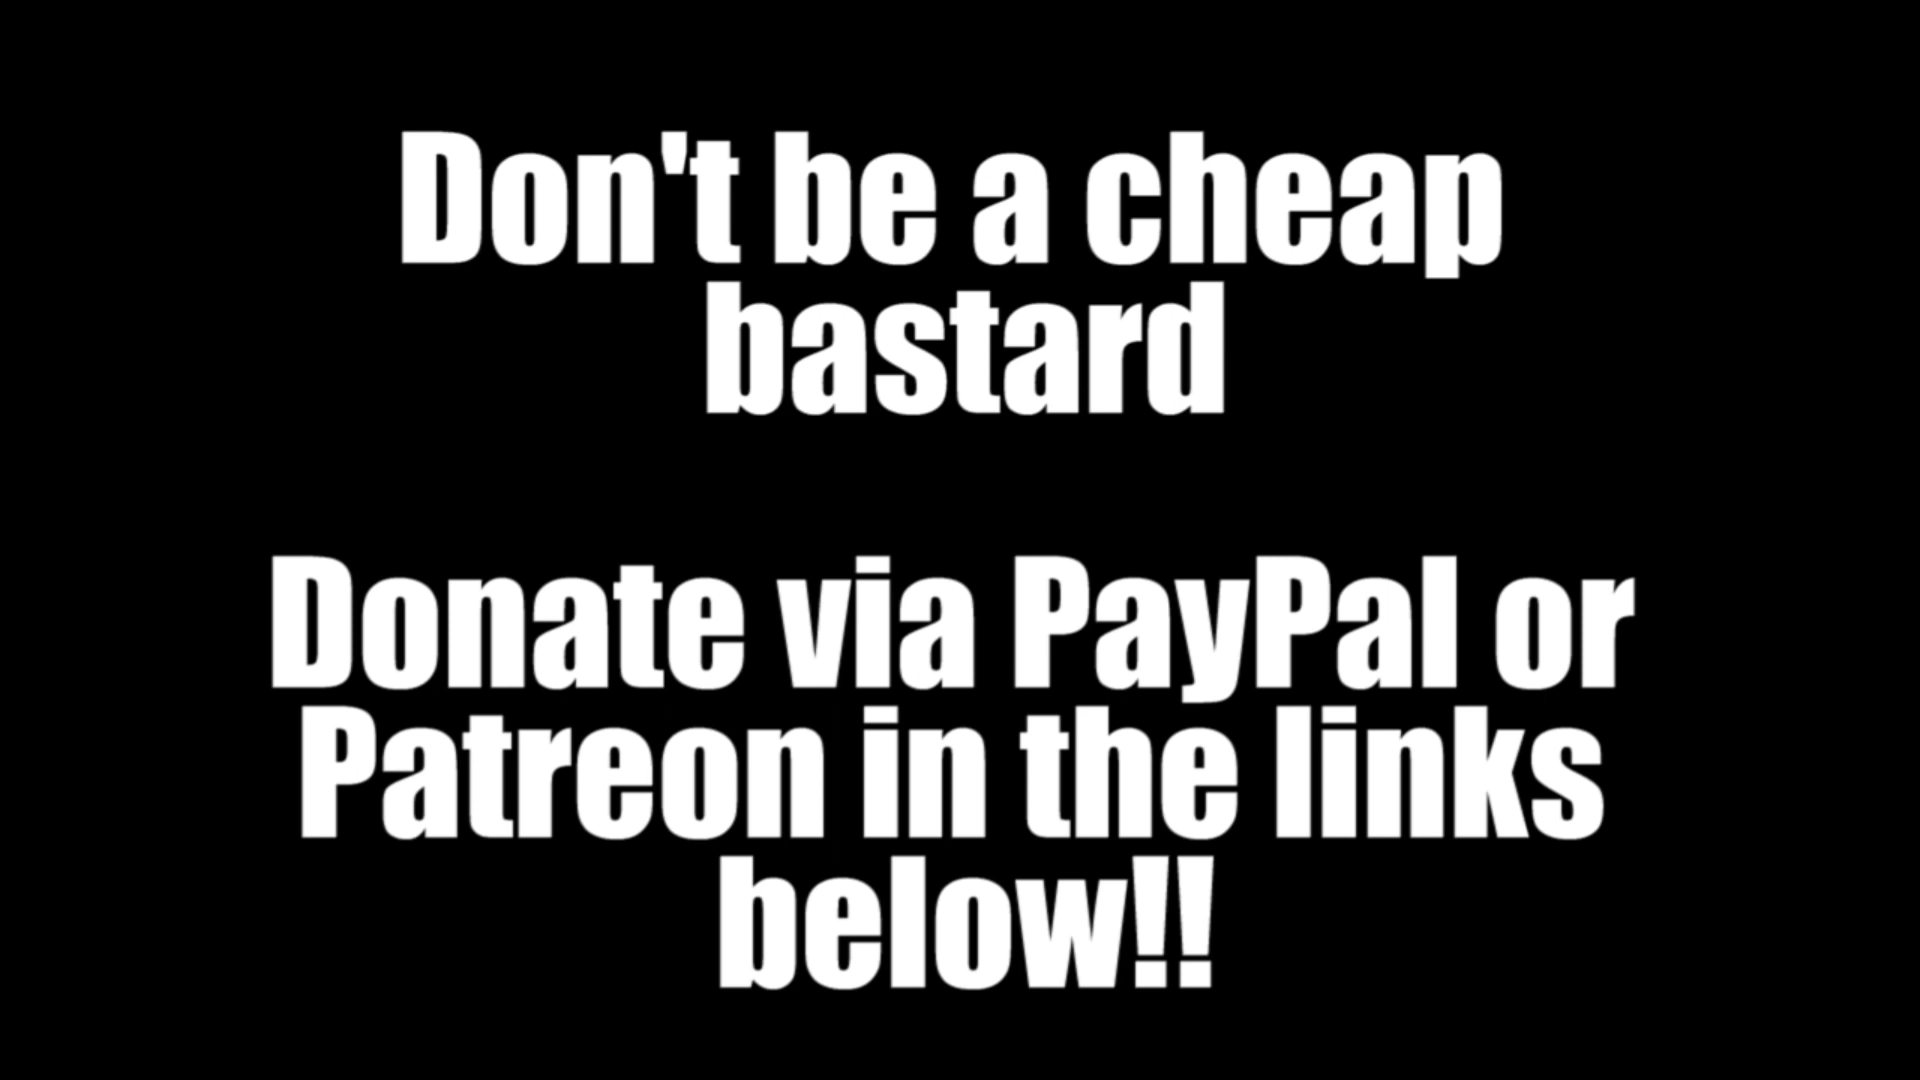 Don't be a cheap
bastard
Donate via PayPal or
Patreon in the links
below!!